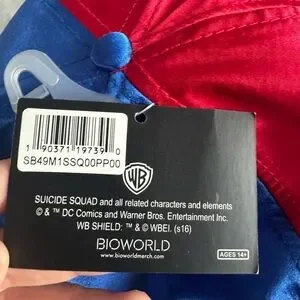 1 90371 19739 0
SB49M1SSQ00PP00
WB
SUICIDE SQUAD and all related characters and elements
© & ™ DC Comics and Warner Bros. Entertainment Inc.
WB SHIELD: ™ & © WBEI. (s16)
BIOWORLD
www.bioworldmerch.com
AGES 14+